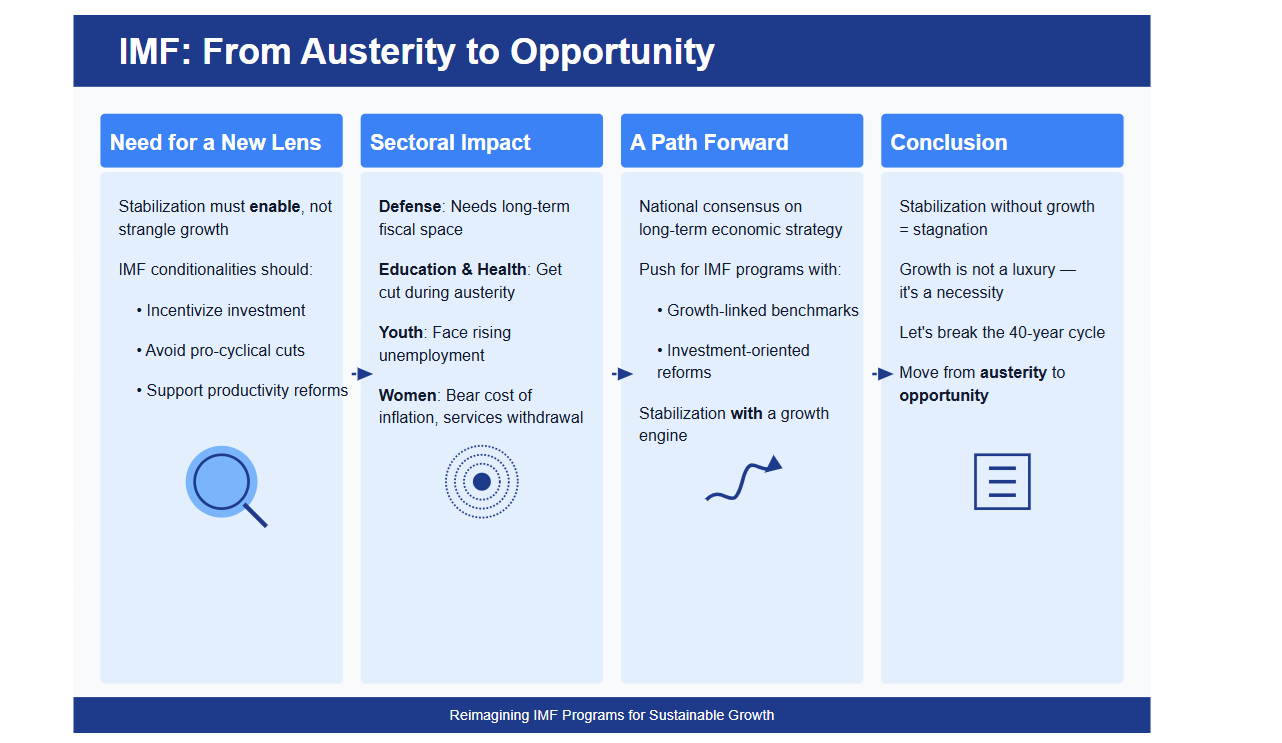 IMF: From Austerity to Opportunity
Need for a New Lens
Stabilization must enable, not
strangle growth
IMF conditionalities should:
• Incentivize investment
• Avoid pro-cyclical cuts
• Support productivity reforms
Sectoral Impact
Defense: Needs long-term
fiscal space
Education & Health: Get
cut during austerity
Youth: Face rising
unemployment
Women: Bear cost of
inflation, services withdrawal
A Path Forward
National consensus on
long-term economic strategy
Push for IMF programs with:
• Growth-linked benchmarks
• Investment-oriented
reforms
Stabilization with a growth
engine
Conclusion
Stabilization without growth
= stagnation
Growth is not a luxury —
it's a necessity
Let's break the 40-year cycle
Move from austerity to
opportunity
Reimagining IMF Programs for Sustainable Growth